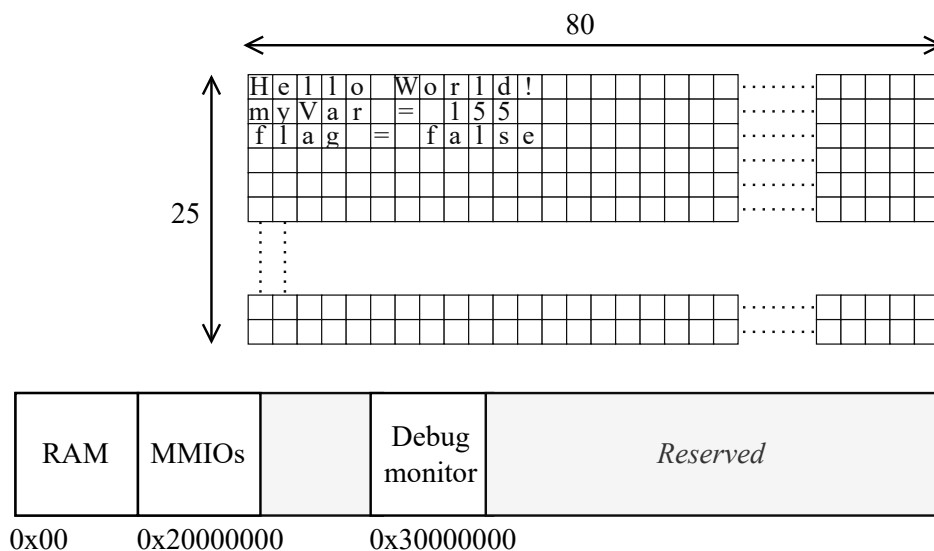 80
25
Hello World!
myVar = 155
flag = false
RAM
MMIOs
Debug
monitor
Reserved
0x00
0x20000000
0x30000000